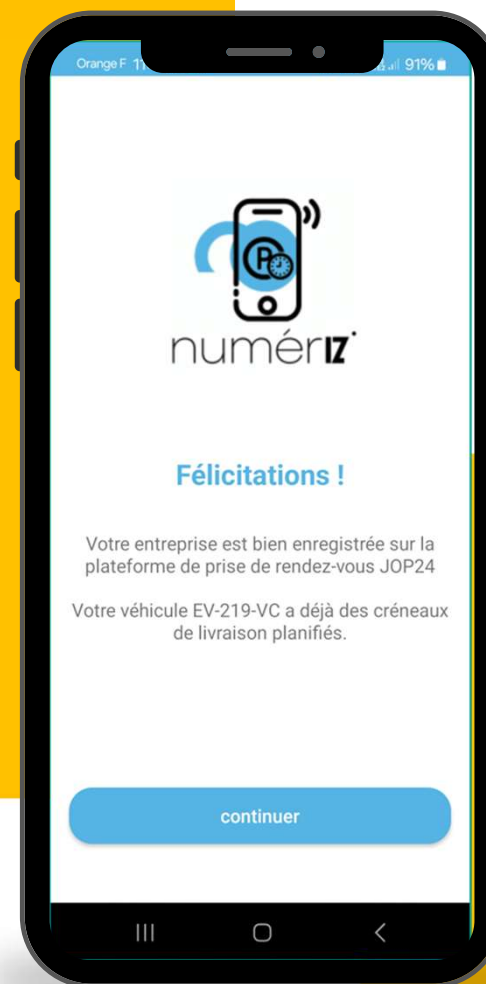 Orange F
91%
P
numérIZ
Félicitations !
Votre entreprise est bien enregistrée sur la
plateforme de prise de rendez-vous JOP24
Votre véhicule EV-219-VC a déjà des créneaux
de livraison planifiés.
continuer